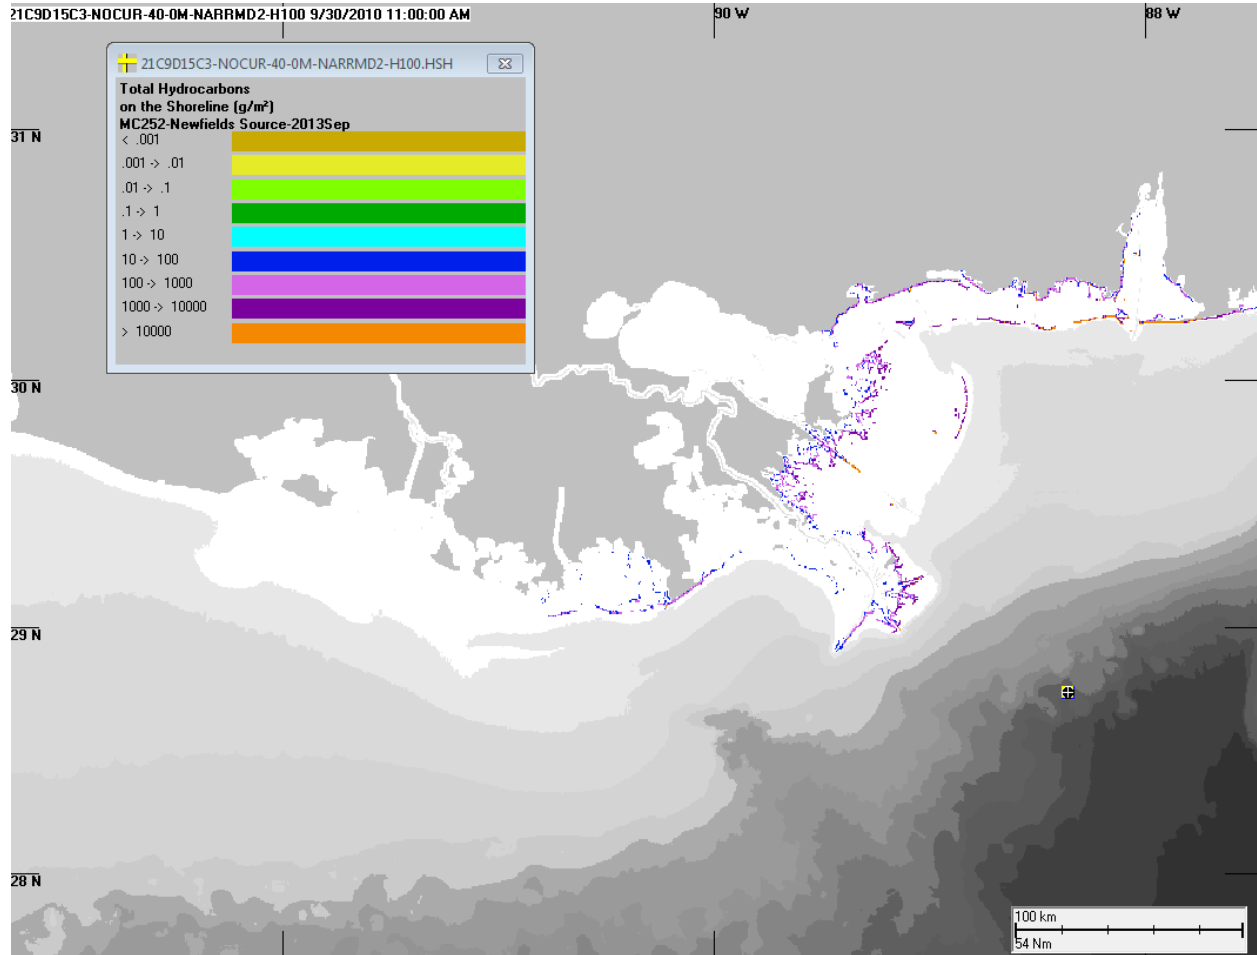 21C9D15C3-NOCUR-40-0M-NARRMD2-H100 9/30/2010 11:00:00 AM
90 W
88 W
21C9D15C3-NOCUR-40-0M-NARRMD2-H100.HSH
Total Hydrocarbons
on the Shoreline (g/m²)
MC252-Newfields Source-2013Sep
< .001
.001 -> .01
.01 -> .1
.1 -> 1
1 -> 10
10 -> 100
100 -> 1000
1000 -> 10000
> 10000
31 N
30 N
29 N
28 N
100 km
54 Nm